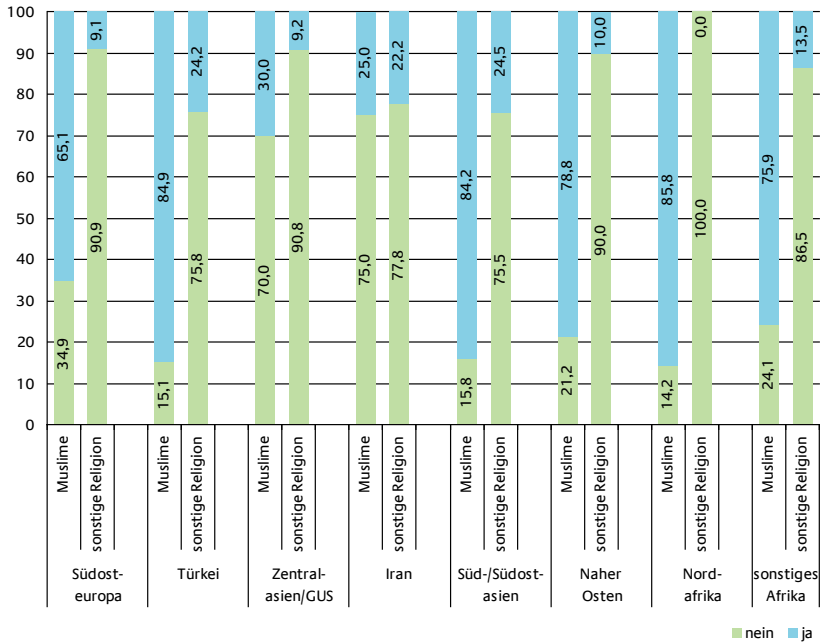 100
90
80
70
60
50
40
30
20
10
0
65,1
34,9
9,1
90,9
84,9
15,1
24,2
75,8
30,0
70,0
9,2
90,8
25,0
75,0
22,2
77,8
84,2
15,8
24,5
75,5
78,8
21,2
10,0
90,0
85,8
14,2
0,0
100,0
75,9
24,1
13,5
86,5
Muslime
sonstige Religion
Muslime
sonstige Religion
Muslime
sonstige Religion
Muslime
sonstige Religion
Muslime
sonstige Religion
Muslime
sonstige Religion
Muslime
sonstige Religion
Muslime
sonstige Religion
Südost-
europa
Türkei
Zentral-
asien/GUS
Iran
Süd-/Südost-
asien
Naher
Osten
Nord-
afrika
sonstiges
Afrika
nein ja